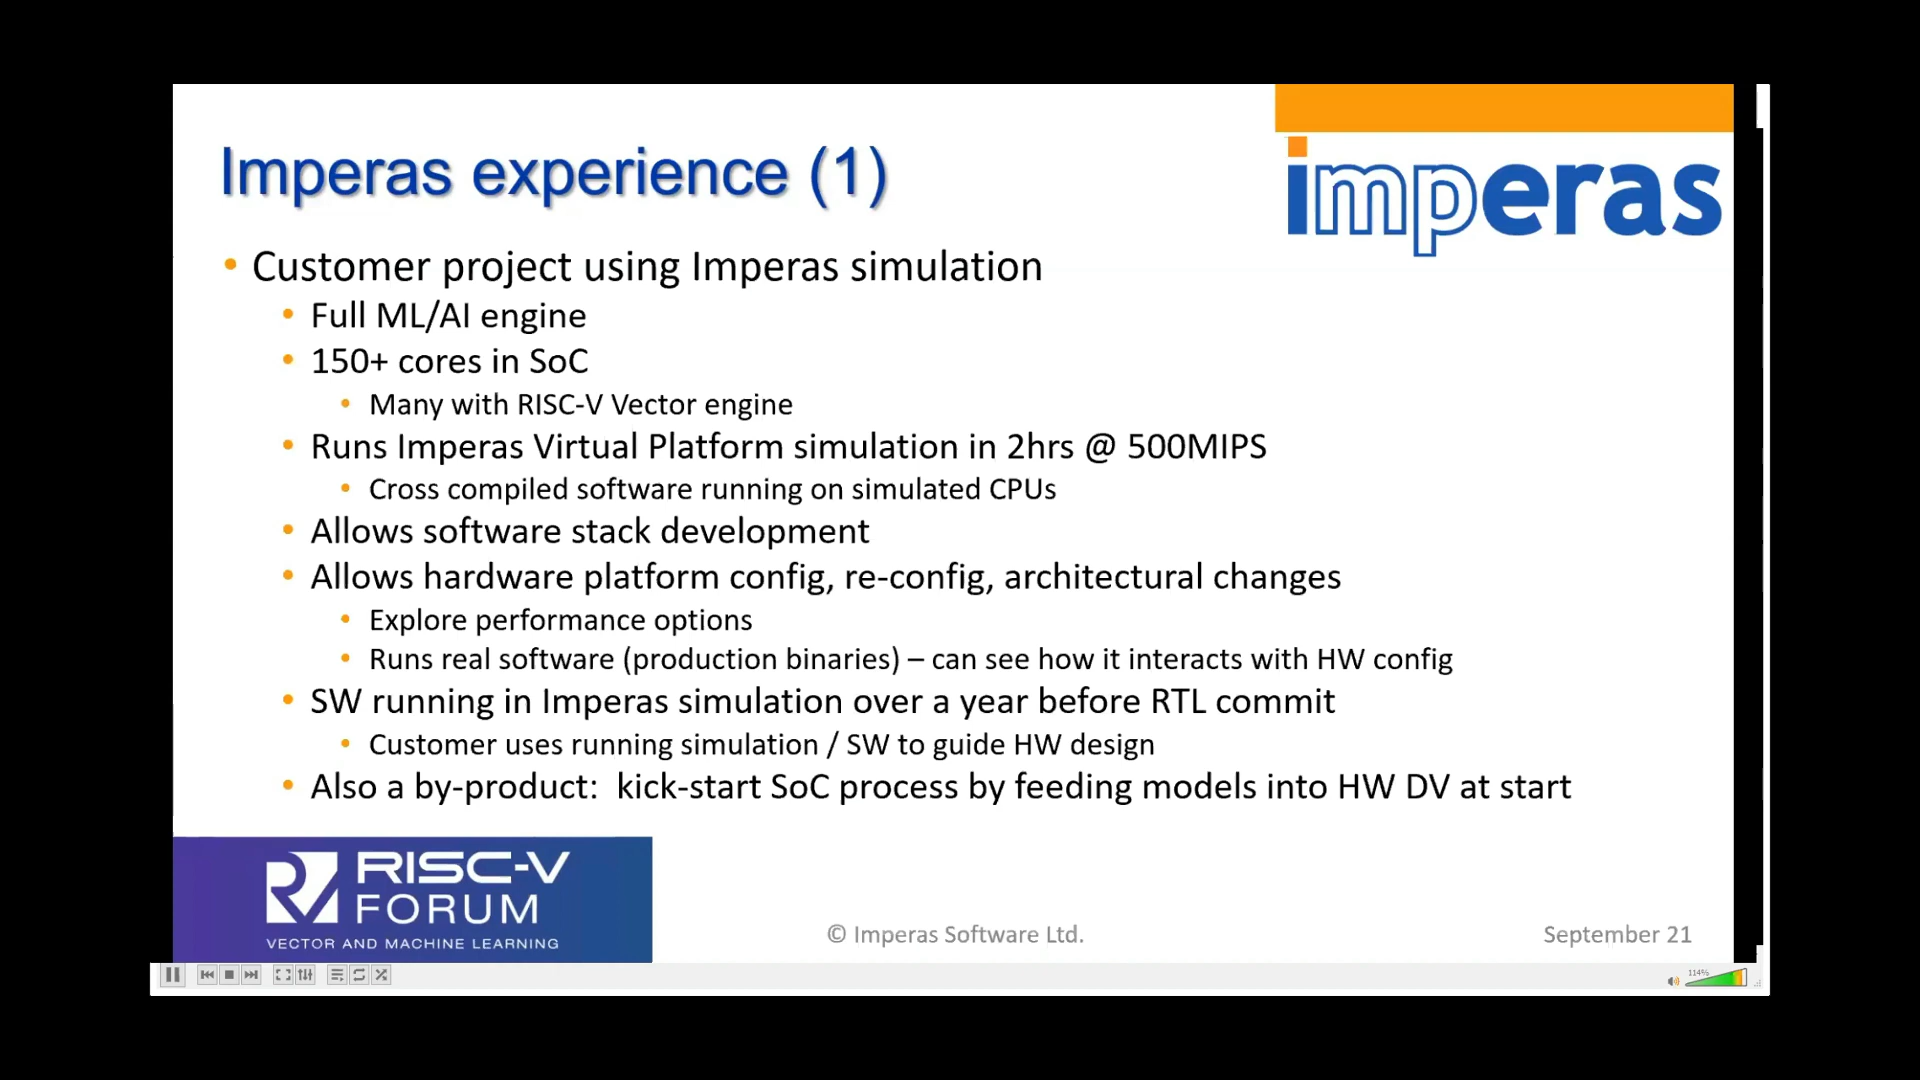 Imperas experience (1)
imperas
• Customer project using Imperas simulation
• Full ML/AI engine
• 150+ cores in SoC
• Many with RISC-V Vector engine
• Runs Imperas Virtual Platform simulation in 2hrs @ 500MIPS
• Cross compiled software running on simulated CPUs
• Allows software stack development
• Allows hardware platform config, re-config, architectural changes
• Explore performance options
• Runs real software (production binaries) – can see how it interacts with HW config
• SW running in Imperas simulation over a year before RTL commit
• Customer uses running simulation / SW to guide HW design
• Also a by-product:  kick-start SoC process by feeding models into HW DV at start
RISC-V
FORUM
VECTOR AND MACHINE LEARNING
© Imperas Software Ltd.
September 21
114%